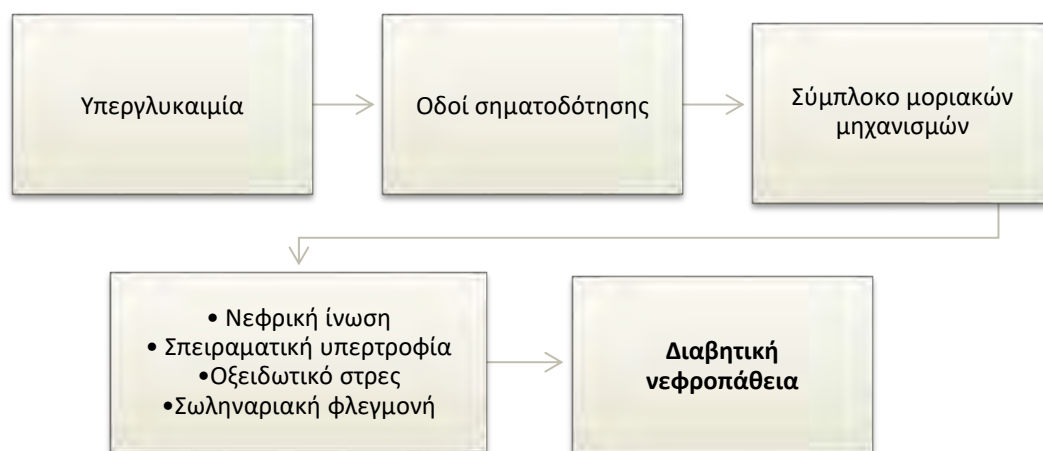 Υπεργλυκαιμία
Οδοί σηματοδότησης
Σύμπλοκο μοριακών
μηχανισμών
• Νεφρική ίνωση
• Σπειραματική υπερτροφία
•Οξειδωτικό στρες
•Σωληναριακή φλεγμονή
Διαβητική
νεφροπάθεια